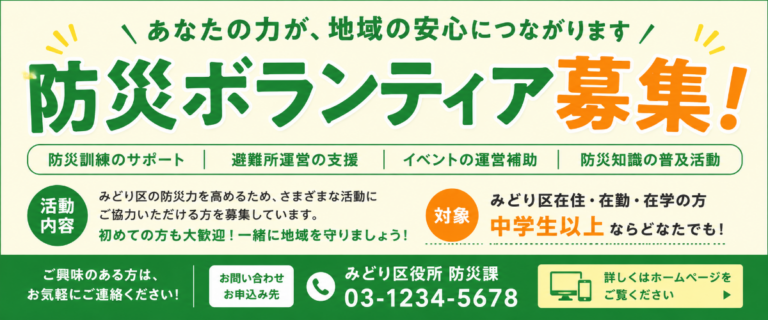 あなたの力が、地域の安心につながります
防災ボランティア募集!
防災訓練のサポート
避難所運営の支援
イベントの運営補助
防災知識の普及活動
活動
内容
みどり区の防災力を高めるため、さまざまな活動に
ご協力いただける方を募集しています。
初めての方も大歓迎!一緒に地域を守りましょう!
対象
みどり区在住・在勤・在学の方
中学生以上 ならどなたでも!
ご興味のある方は、
お気軽にご連絡ください!
お問い合わせ
お申込み先
みどり区役所 防災課
03-1234-5678
詳しくはホームページを
ご覧ください ▶